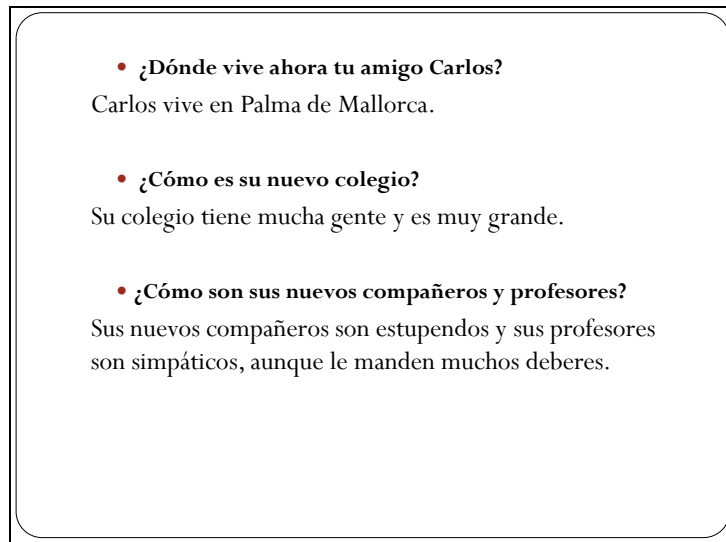 • ¿Dónde vive ahora tu amigo Carlos?
Carlos vive en Palma de Mallorca.
• ¿Cómo es su nuevo colegio?
Su colegio tiene mucha gente y es muy grande.
• ¿Cómo son sus nuevos compañeros y profesores?
Sus nuevos compañeros son estupendos y sus profesores
son simpáticos, aunque le manden muchos deberes.